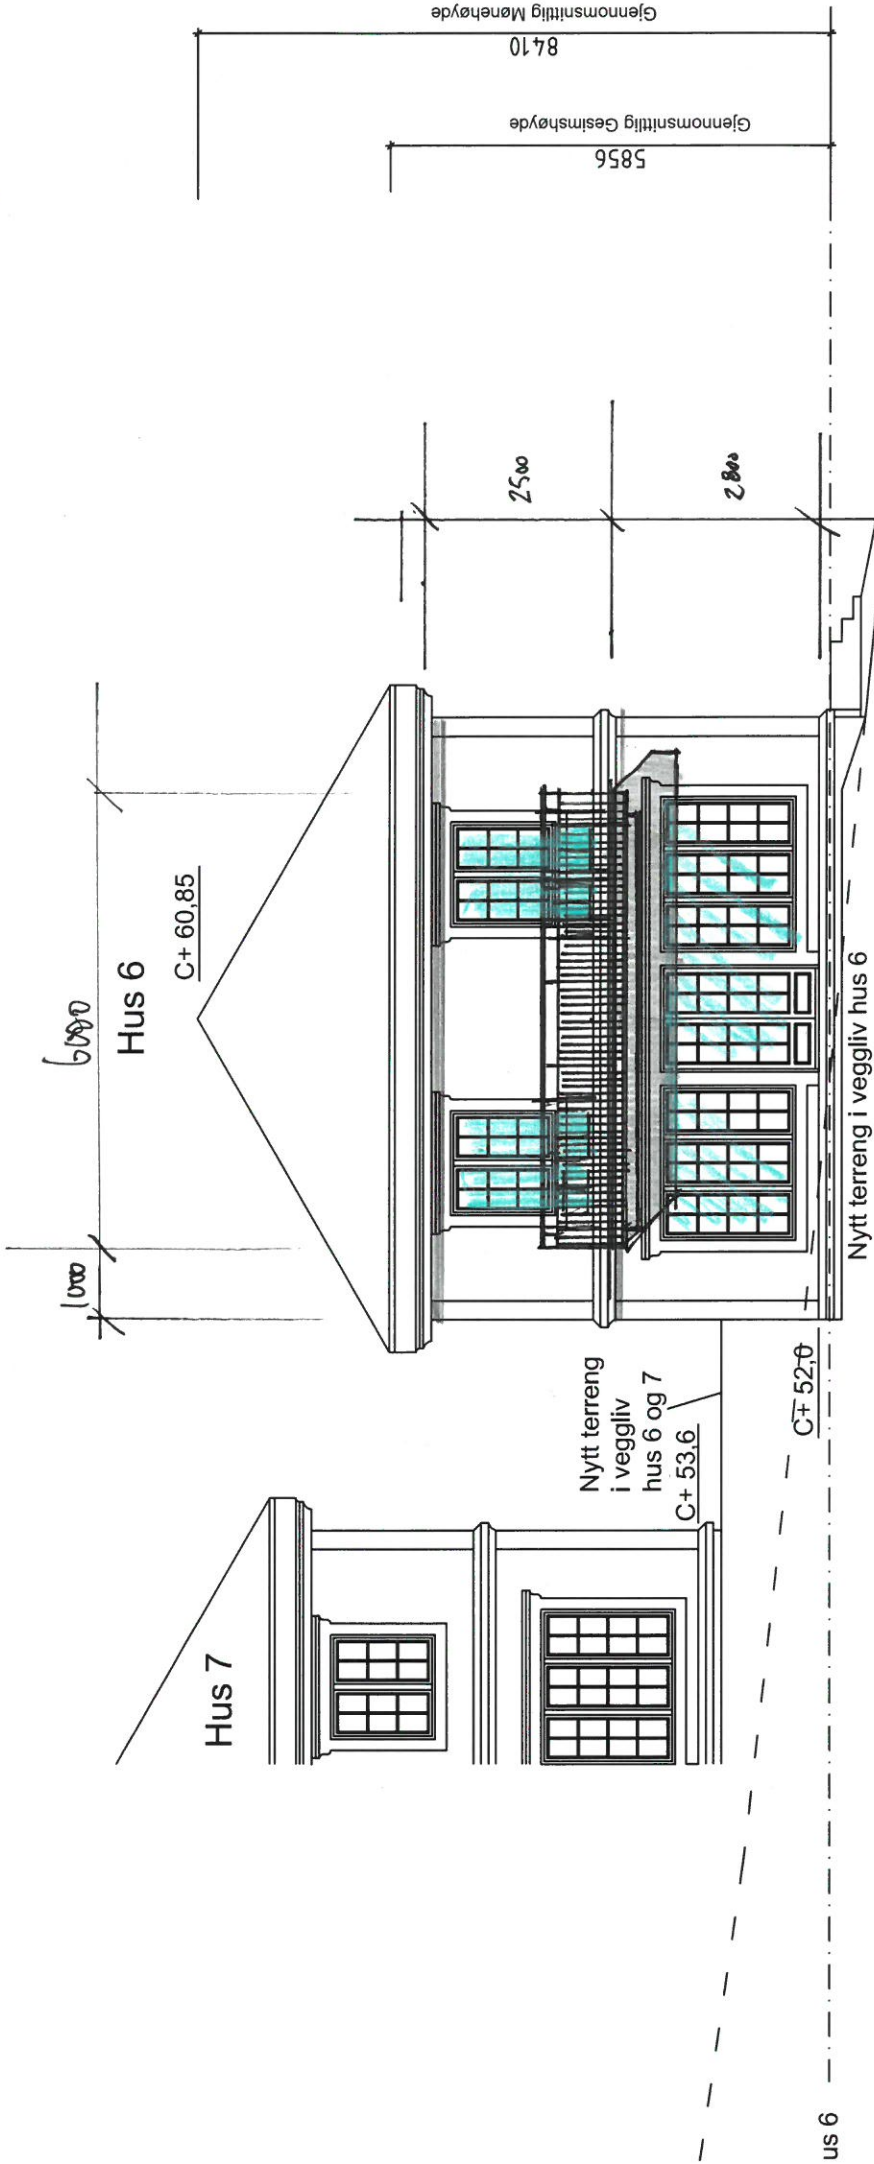 Hus 7
Nytt terreng
i veggliv
hus 6 og 7
C+ 53,6
C+ 52,0
1000
6000
Hus 6
C+ 60,85
Nytt terreng i veggliv hus 6
us 6
2500
2800
5856
Gjennomsnittlig Gesimshøyde
8410
Gjennomsnittlig Mønehøyde